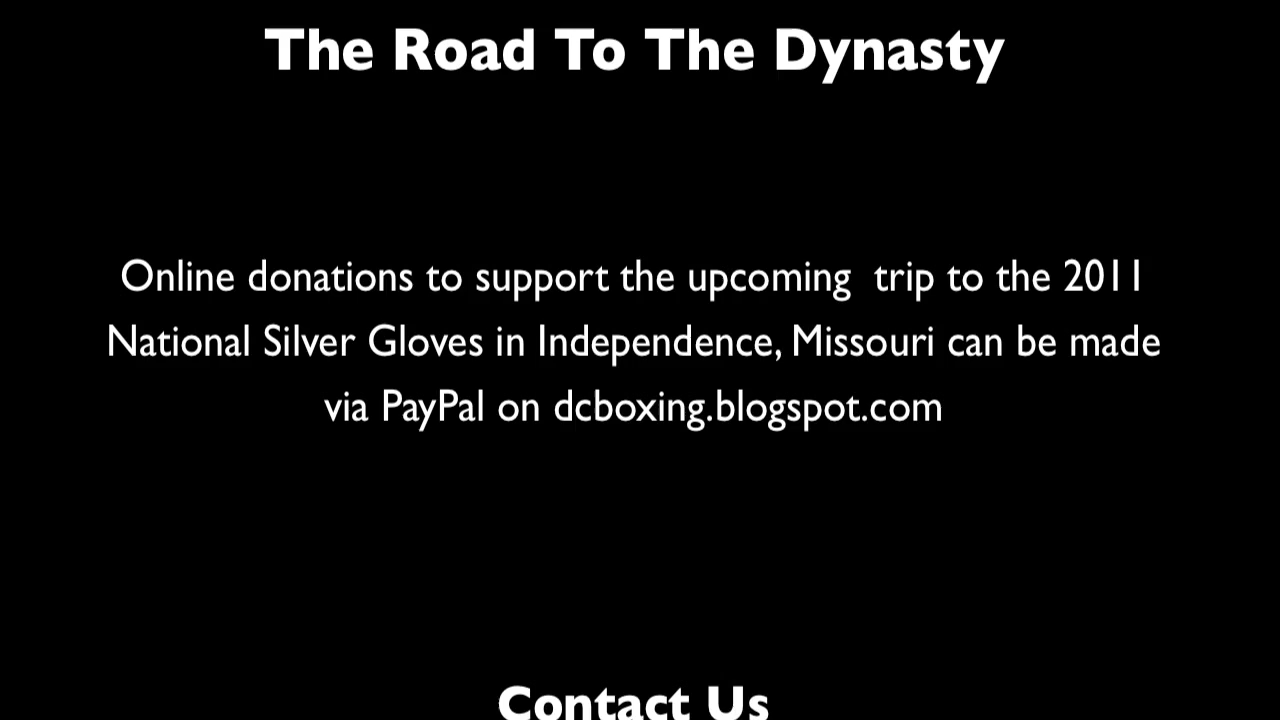 The Road To The Dynasty
Online donations to support the upcoming  trip to the 2011
National Silver Gloves in Independence, Missouri can be made
via PayPal on dcboxing.blogspot.com
Contact Us